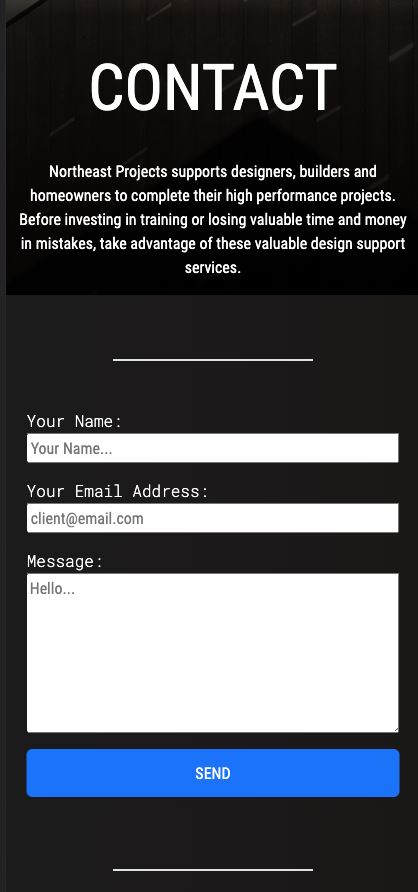 CONTACT
Northeast Projects supports designers, builders and
homeowners to complete their high performance projects.
Before investing in training or losing valuable time and money
in mistakes, take advantage of these valuable design support
services.
Your Name:
Your Name...
Your Email Address:
client@email.com
Message:
Hello...
SEND